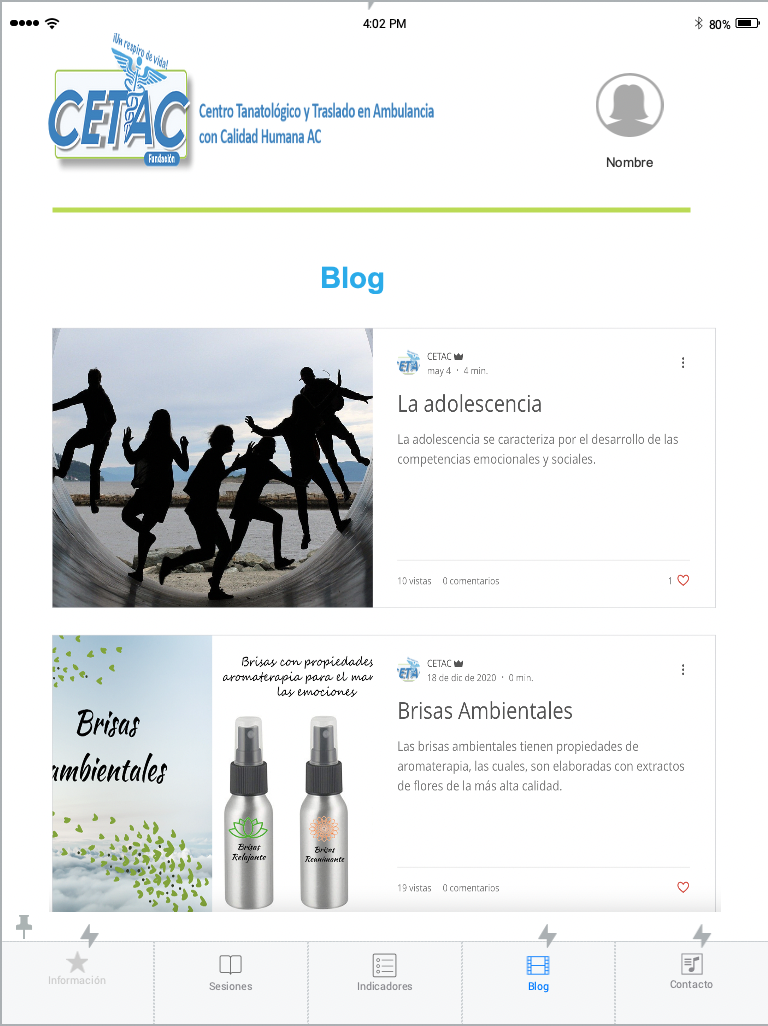 4:02 PM
80%
¡Un respiro de vida!
CETAC
Fundación
Centro Tanatológico y Traslado en Ambulancia
con Calidad Humana AC
Nombre
Blog
CETAC
may 4 · 4 min.
La adolescencia
La adolescencia se caracteriza por el desarrollo de las
competencias emocionales y sociales.
10 vistas 0 comentarios 1
Brisas
ambientales
Brisas con propiedades
aromaterapia para el man
las emociones
Brisas
Relajante
Brisas
Reanimante
CETAC
18 de dic de 2020 · 0 min.
Brisas Ambientales
Las brisas ambientales tienen propiedades de
aromaterapia, las cuales, son elaboradas con extractos
de flores de la más alta calidad.
19 vistas 0 comentarios
Información
Sesiones
Indicadores
Blog
Contacto